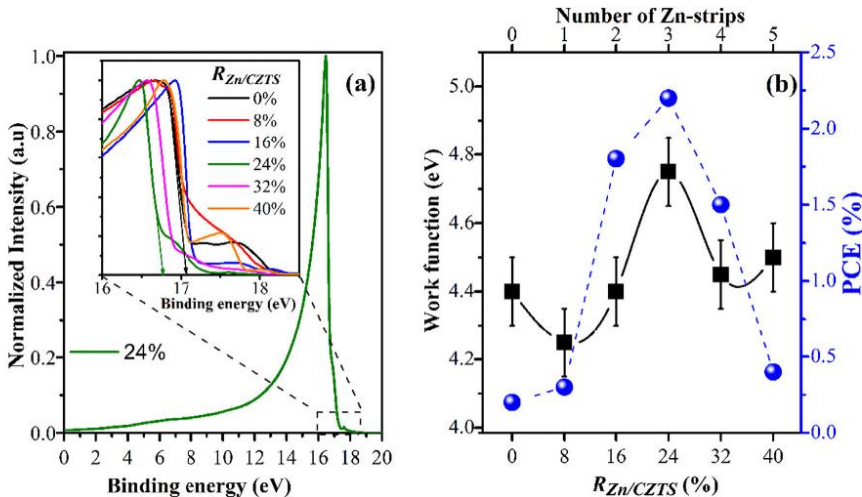 (a)
Normalized Intensity (a.u)
1.0
0.8
0.6
0.4
0.2
0.0
0 2 4 6 8 10 12 14 16 18 20
Binding energy (eV)
24%
R Zn/CZTS
0%
8%
16%
24%
32%
40%
16 17 18
Binding energy (eV)
Number of Zn-strips
0 1 2 3 4 5
(b)
Work function (eV)
5.0
4.8
4.6
4.4
4.2
4.0
2.5
2.0
1.5
1.0
0.5
0.0
PCE (%)
0 8 16 24 32 40
R Zn/CZTS (%)